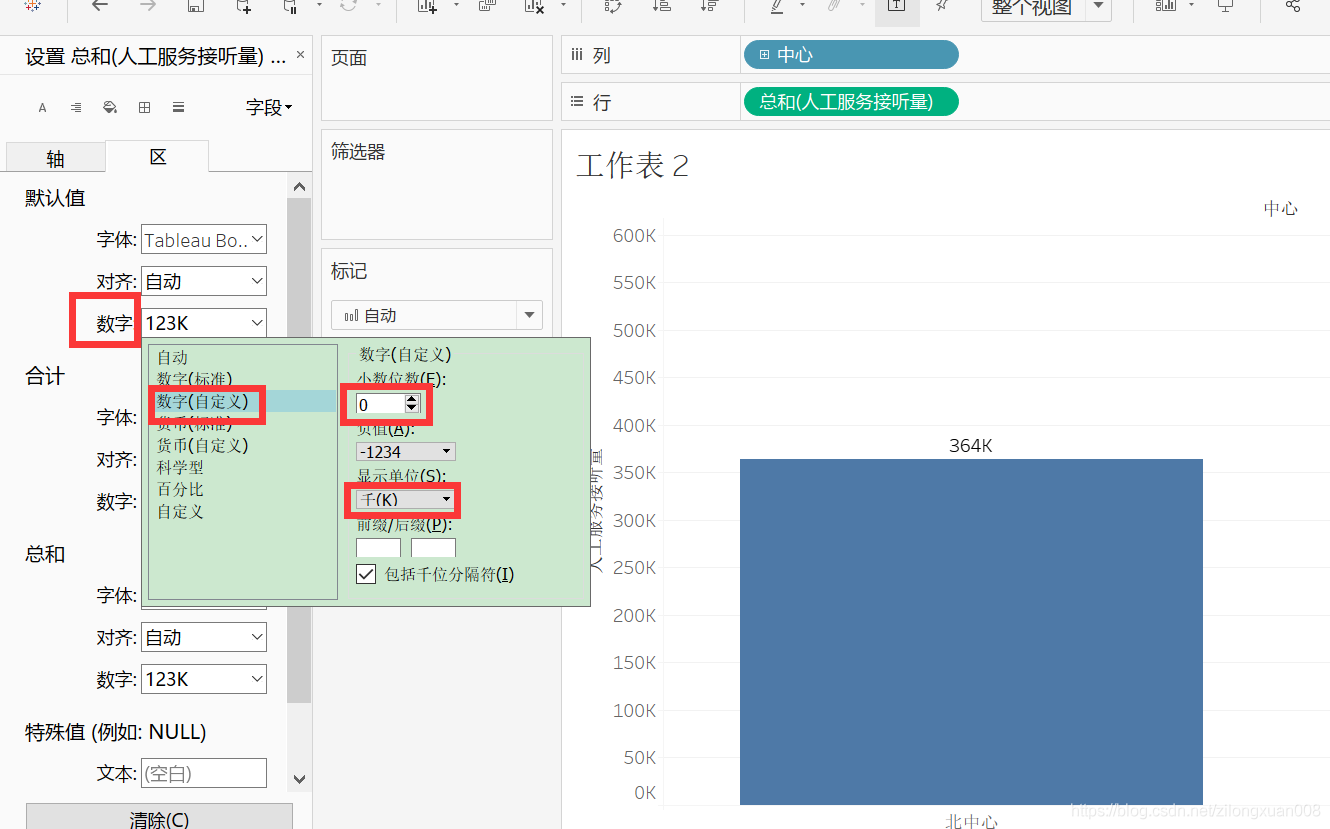 整个视图
设置 总和(人工服务接听量) ... ×
A
字段
轴
区
默认值
字体: Tableau Bo..
对齐: 自动
数字 123K
自动
数字(标准)
数字(自定义)
货币(标准)
货币(自定义)
科学型
百分比
自定义
数字(自定义)
小数位数(E):
0
负值(A):
-1234
显示单位(S):
千(K)
前缀/后缀(P):
包括千位分隔符(I)
合计
字体:
对齐:
数字:
总和
字体:
对齐: 自动
数字: 123K
特殊值 (例如: NULL)
文本: (空白)
清除(C)
页面
筛选器
标记
自动
列
中心
行
总和(人工服务接听量)
工作表 2
中心
600K
550K
500K
450K
400K
350K
300K
250K
200K
150K
100K
50K
0K
人工服务接听量
364K
北中心
https://blog.csdn.net/zilongxuan008